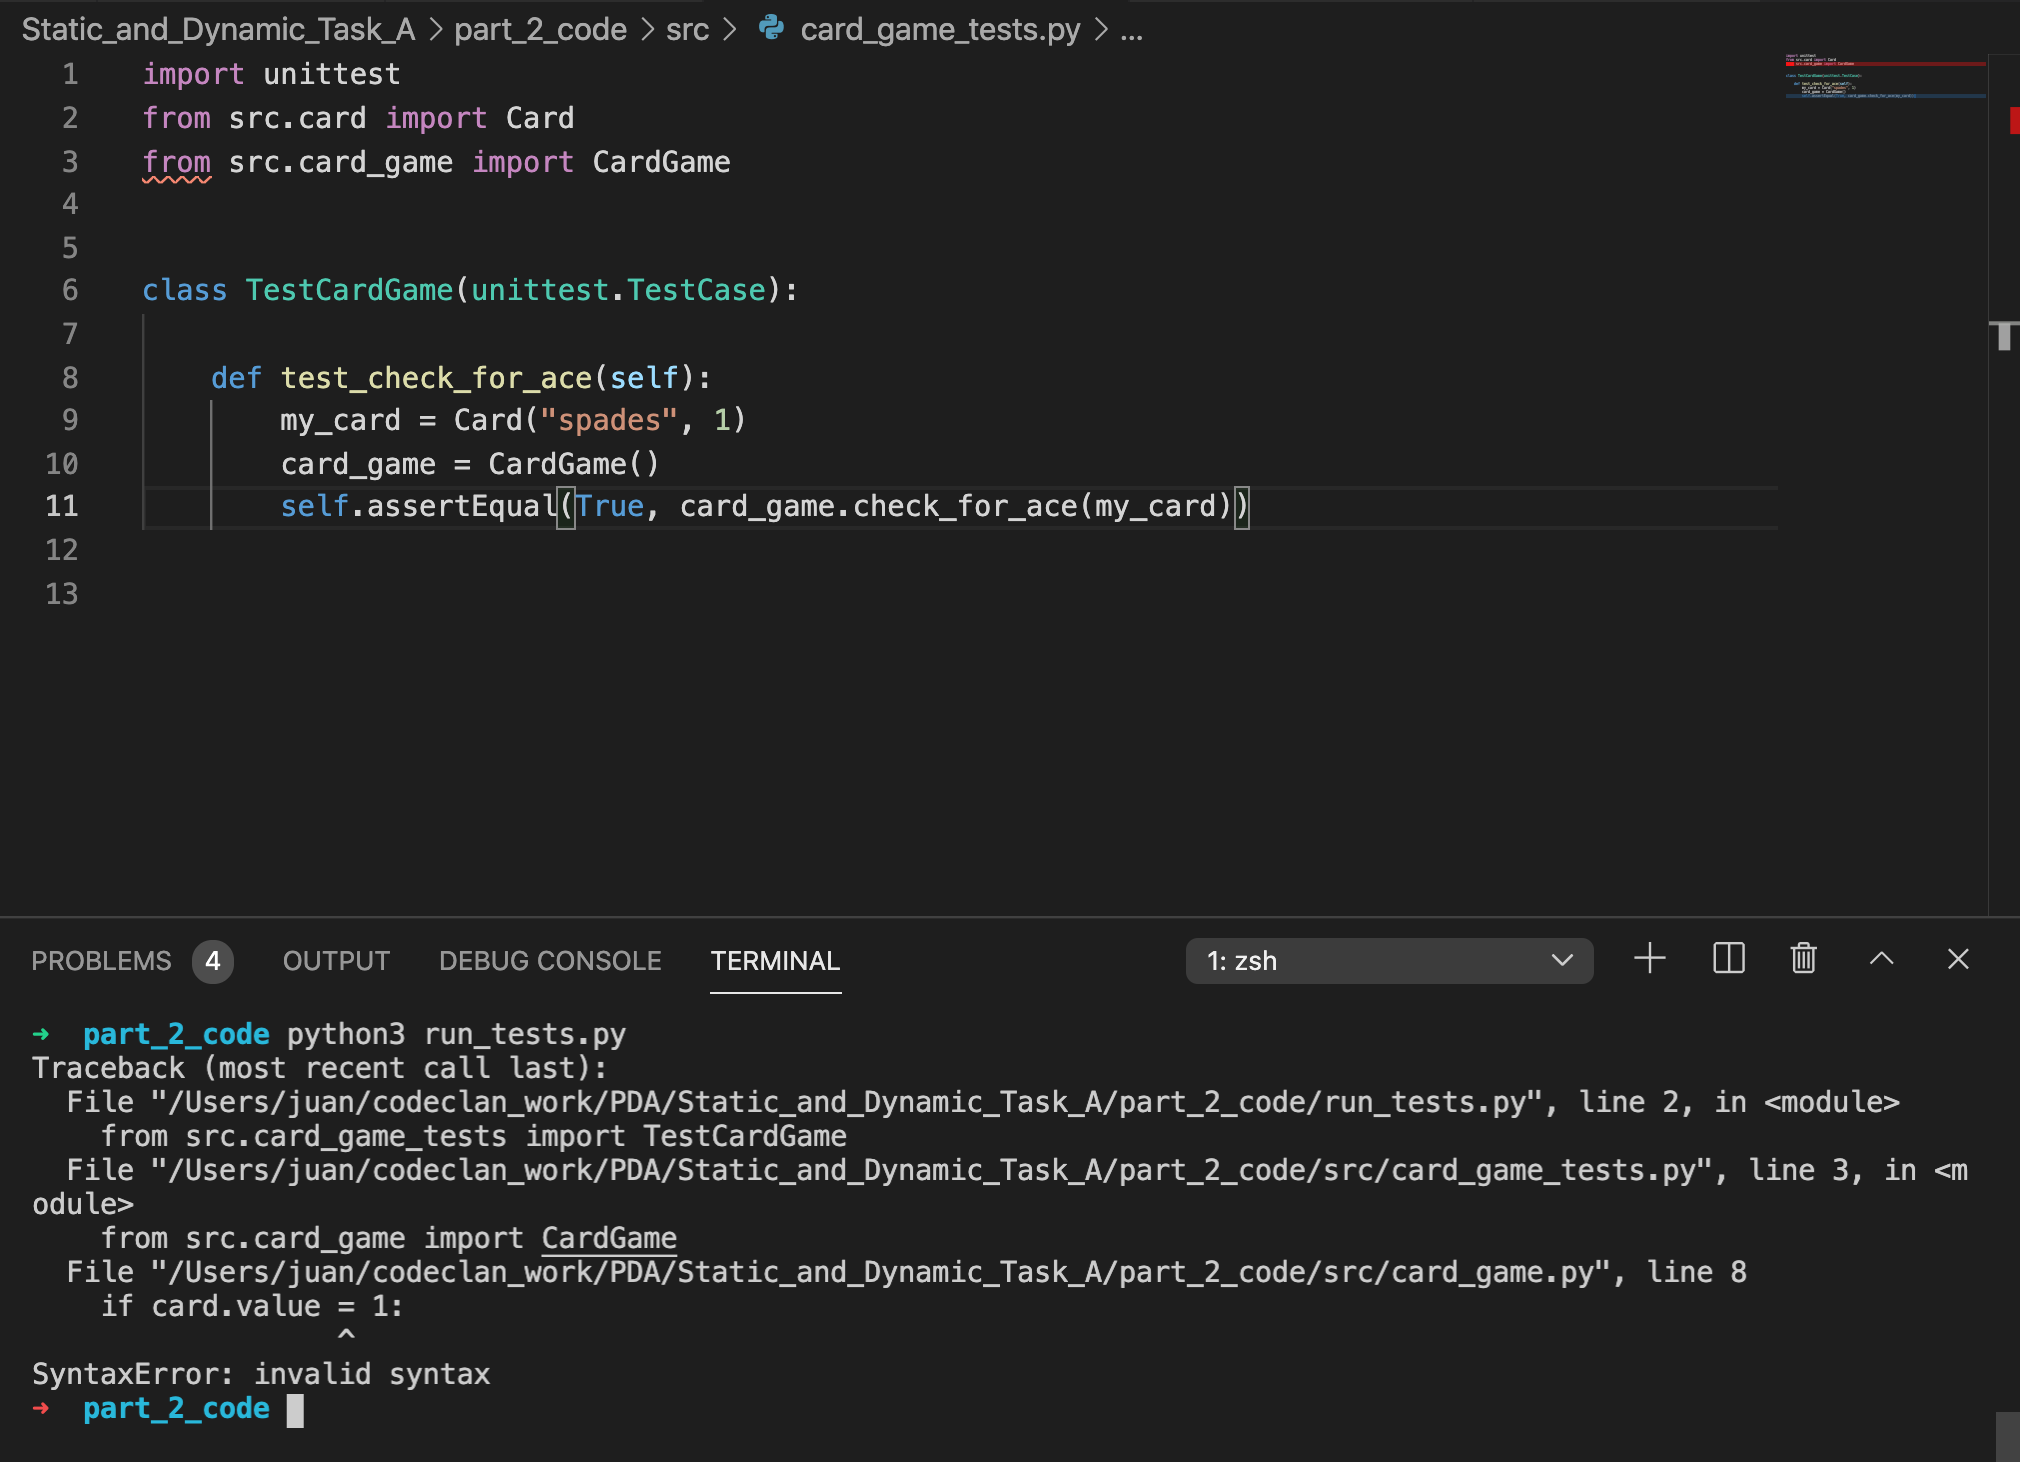 Static_and_Dynamic_Task_A > part_2_code > src > card_game_tests.py > ...
1 import unittest
2 from src.card import Card
3 from src.card_game import CardGame
4
5
6 class TestCardGame(unittest.TestCase):
7
8 def test_check_for_ace(self):
9 my_card = Card("spades", 1)
10 card_game = CardGame()
11 self.assertEqual(True, card_game.check_for_ace(my_card))
12
13
PROBLEMS 4 OUTPUT DEBUG CONSOLE TERMINAL 1: zsh
→ part_2_code python3 run_tests.py
Traceback (most recent call last):
File "/Users/juan/codeclan_work/PDA/Static_and_Dynamic_Task_A/part_2_code/run_tests.py", line 2, in <module>
from src.card_game_tests import TestCardGame
File "/Users/juan/codeclan_work/PDA/Static_and_Dynamic_Task_A/part_2_code/src/card_game_tests.py", line 3, in <m
odule>
from src.card_game import CardGame
File "/Users/juan/codeclan_work/PDA/Static_and_Dynamic_Task_A/part_2_code/src/card_game.py", line 8
if card.value = 1:
^
SyntaxError: invalid syntax
→ part_2_code